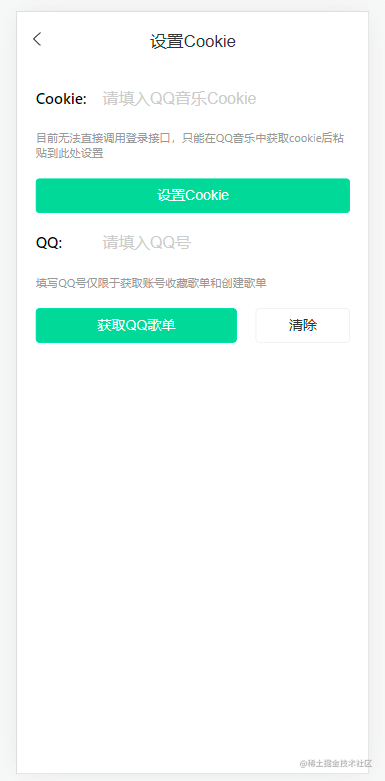 设置Cookie
Cookie: 请填入QQ音乐Cookie
目前无法直接调用登录接口，只能在QQ音乐中获取cookie后粘
贴到此处设置
设置Cookie
QQ: 请填入QQ号
填写QQ号仅限于获取账号收藏歌单和创建歌单
获取QQ歌单 清除
@稀土掘金技术社区